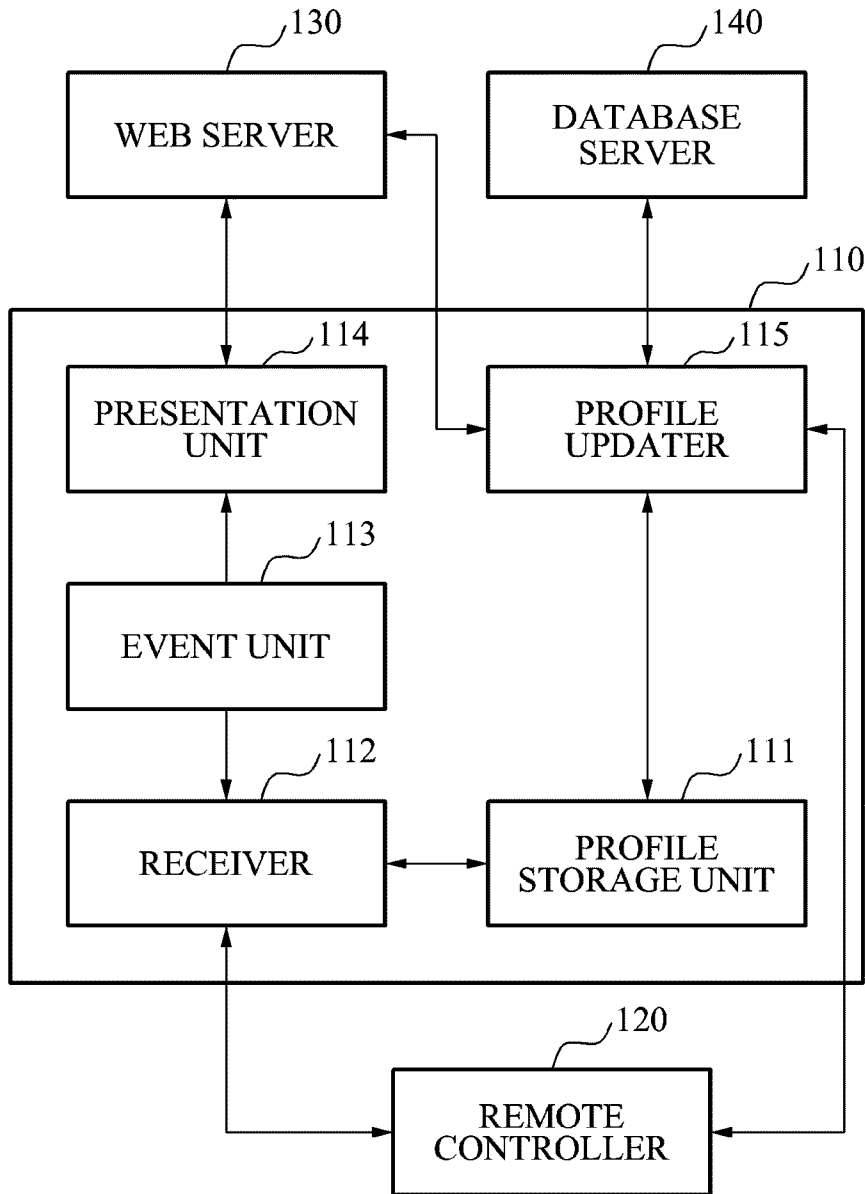 130
140
WEB SERVER
DATABASE
SERVER
110
114
115
PRESENTATION
UNIT
PROFILE
UPDATER
113
EVENT UNIT
112
111
RECEIVER
PROFILE
STORAGE UNIT
120
REMOTE
CONTROLLER